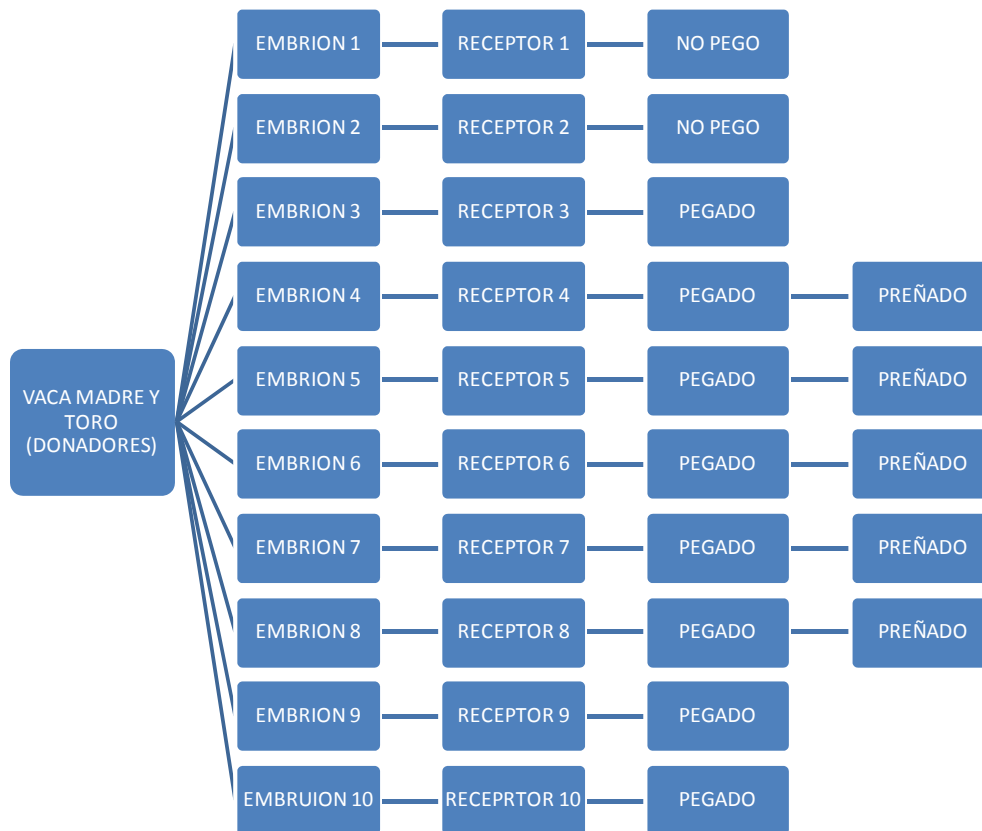 EMBRION 1 RECEPTOR 1 NO PEGO
EMBRION 2 RECEPTOR 2 NO PEGO
EMBRION 3 RECEPTOR 3 PEGADO
EMBRION 4 RECEPTOR 4 PEGADO PREÑADO
VACA MADRE Y
TORO
(DONADORES)
EMBRION 5 RECEPTOR 5 PEGADO PREÑADO
EMBRION 6 RECEPTOR 6 PEGADO PREÑADO
EMBRION 7 RECEPTOR 7 PEGADO PREÑADO
EMBRION 8 RECEPTOR 8 PEGADO PREÑADO
EMBRION 9 RECEPTOR 9 PEGADO
EMBRUION 10 RECEPRTOR 10 PEGADO